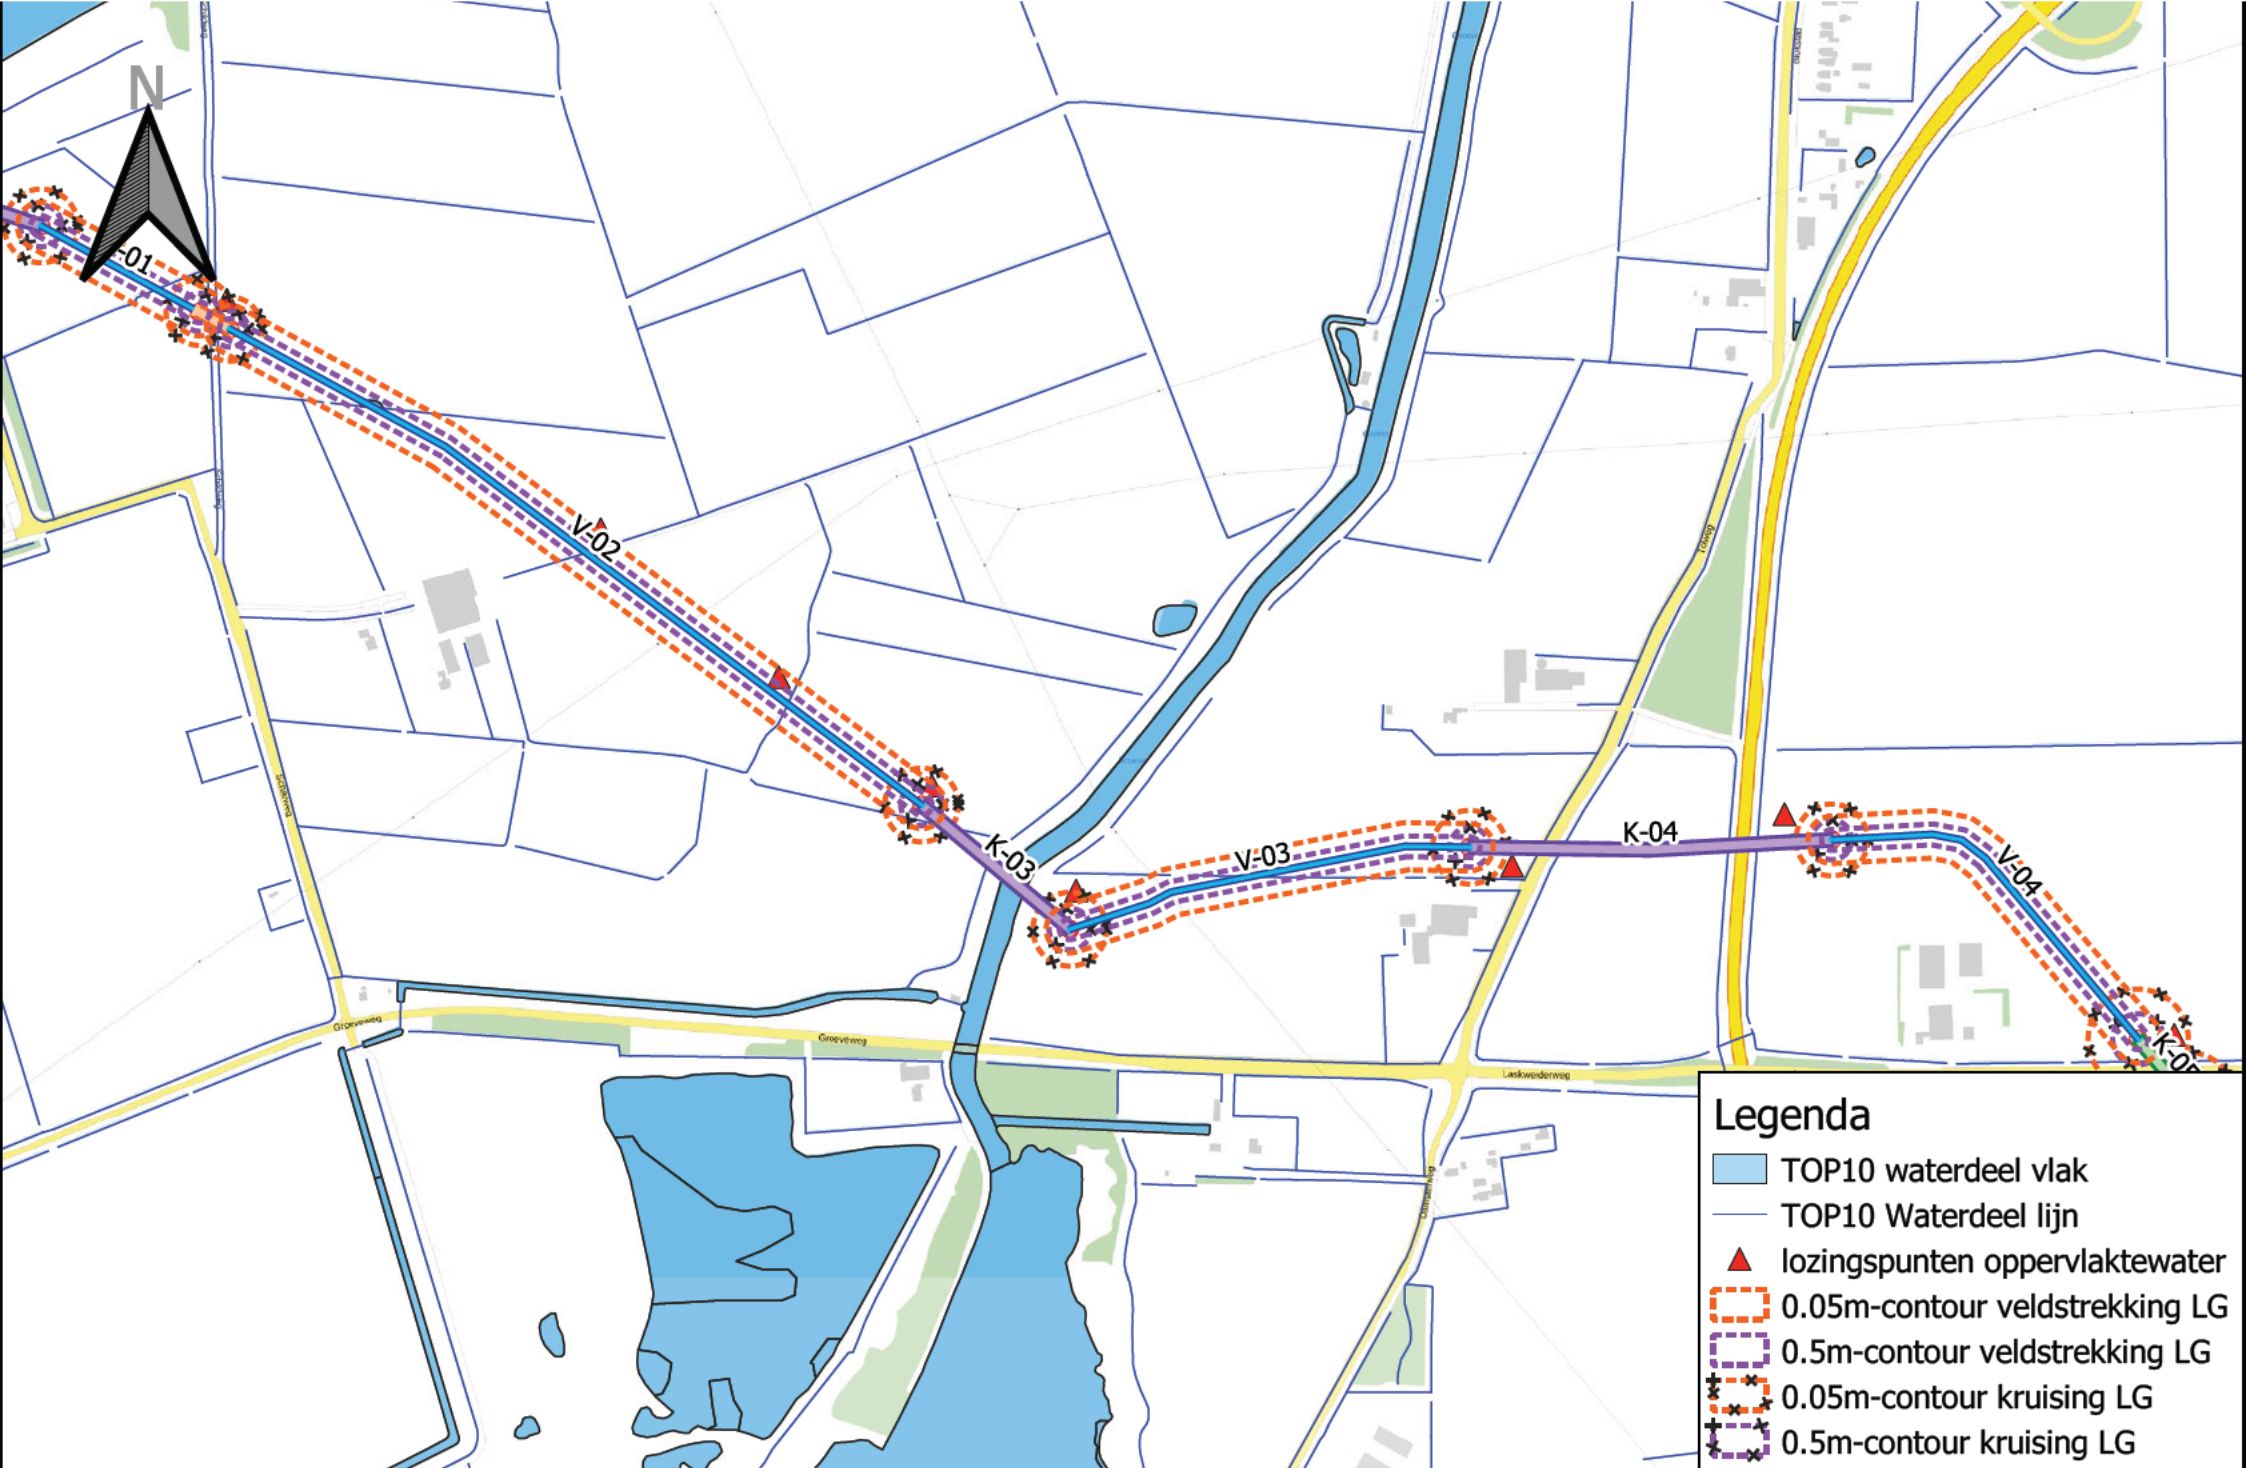 N
-01
V-02
K-03
V-03
K-04
V-04
Tolweg
Groeveweg
Groeveweg
Laskwerderweg
Legenda
TOP10 waterdeel vlak
TOP10 Waterdeel lijn
lozingspunten oppervlaktewater
0.05m-contour veldstrekking LG
0.5m-contour veldstrekking LG
0.05m-contour kruising LG
0.5m-contour kruising LG